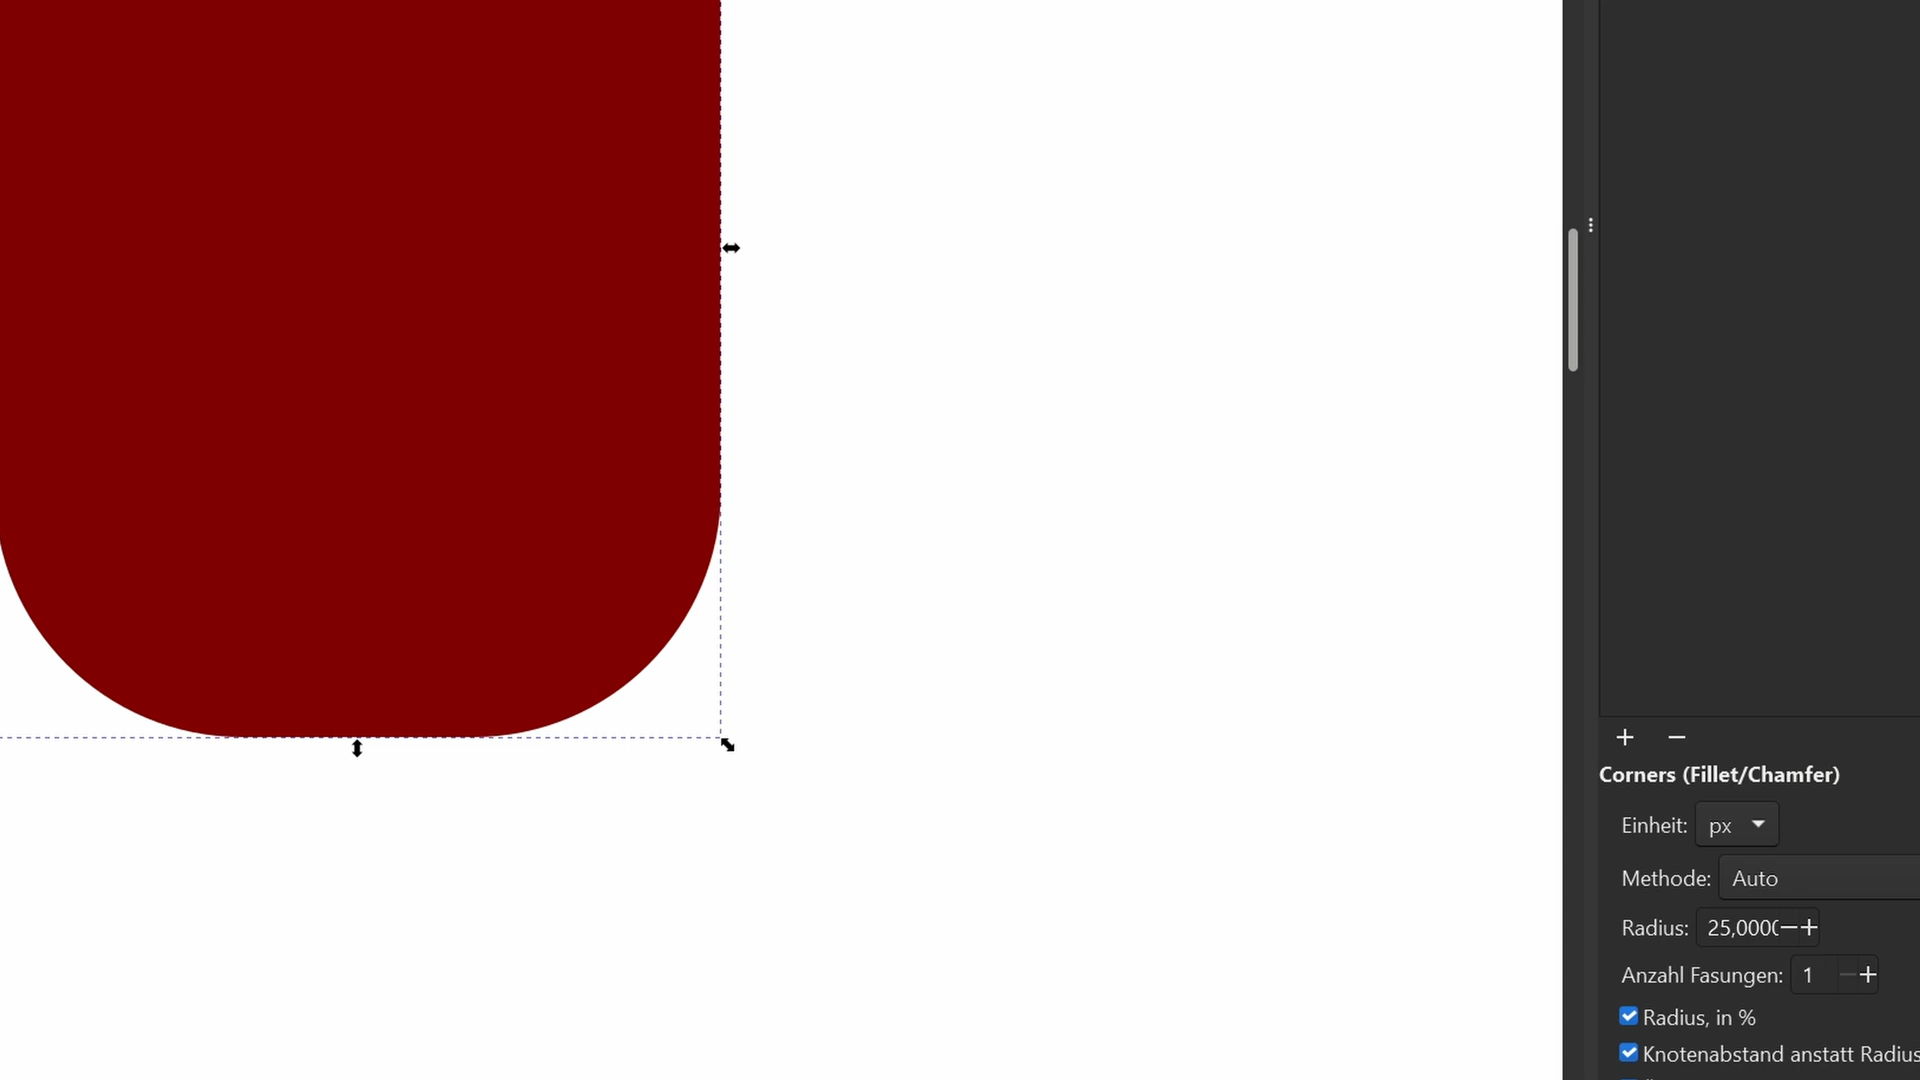 Corners (Fillet/Chamfer)
Einheit: px
Methode: Auto
Radius: 25,000
Anzahl Fasungen: 1
Radius, in %
Knotenabstand anstatt Radius